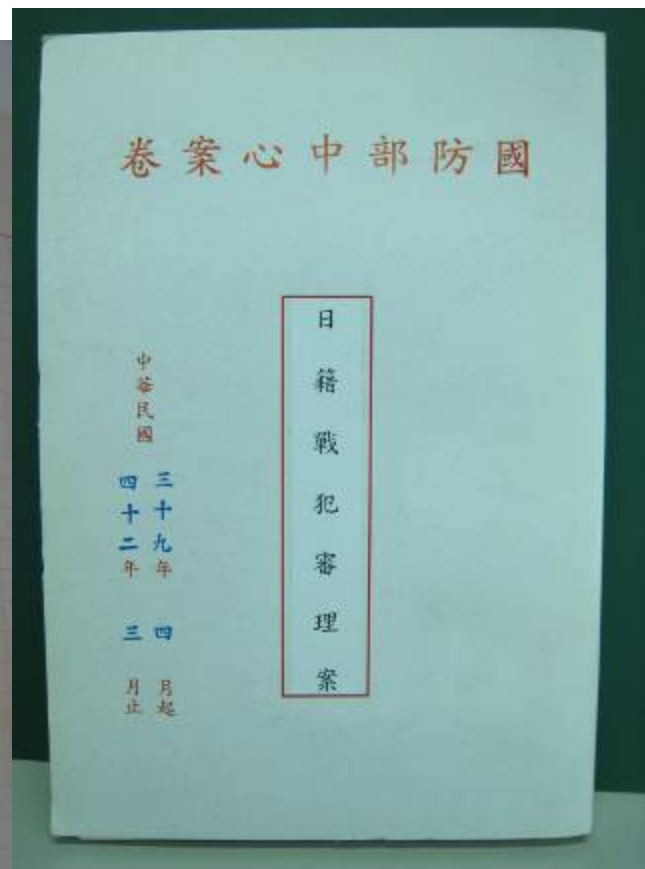 國防部中心案卷
日籍戰犯審理案
中華民國
三十九年四月起
四十二年三月止